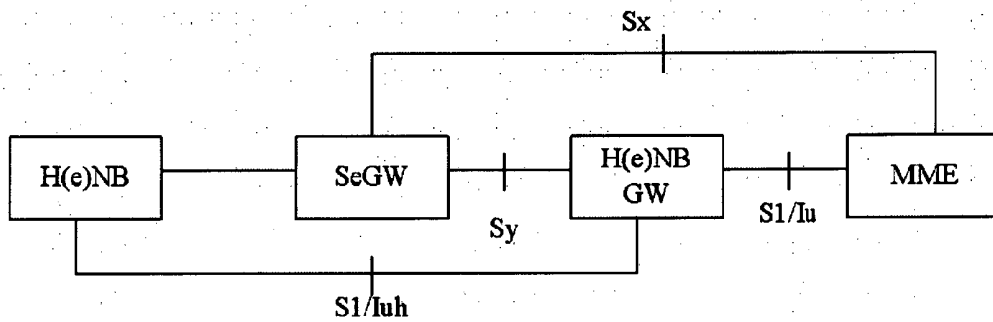 Sx
H(e)NB
SeGW
H(e)NB
GW
MME
Sy
S1/Iu
S1/Iuh